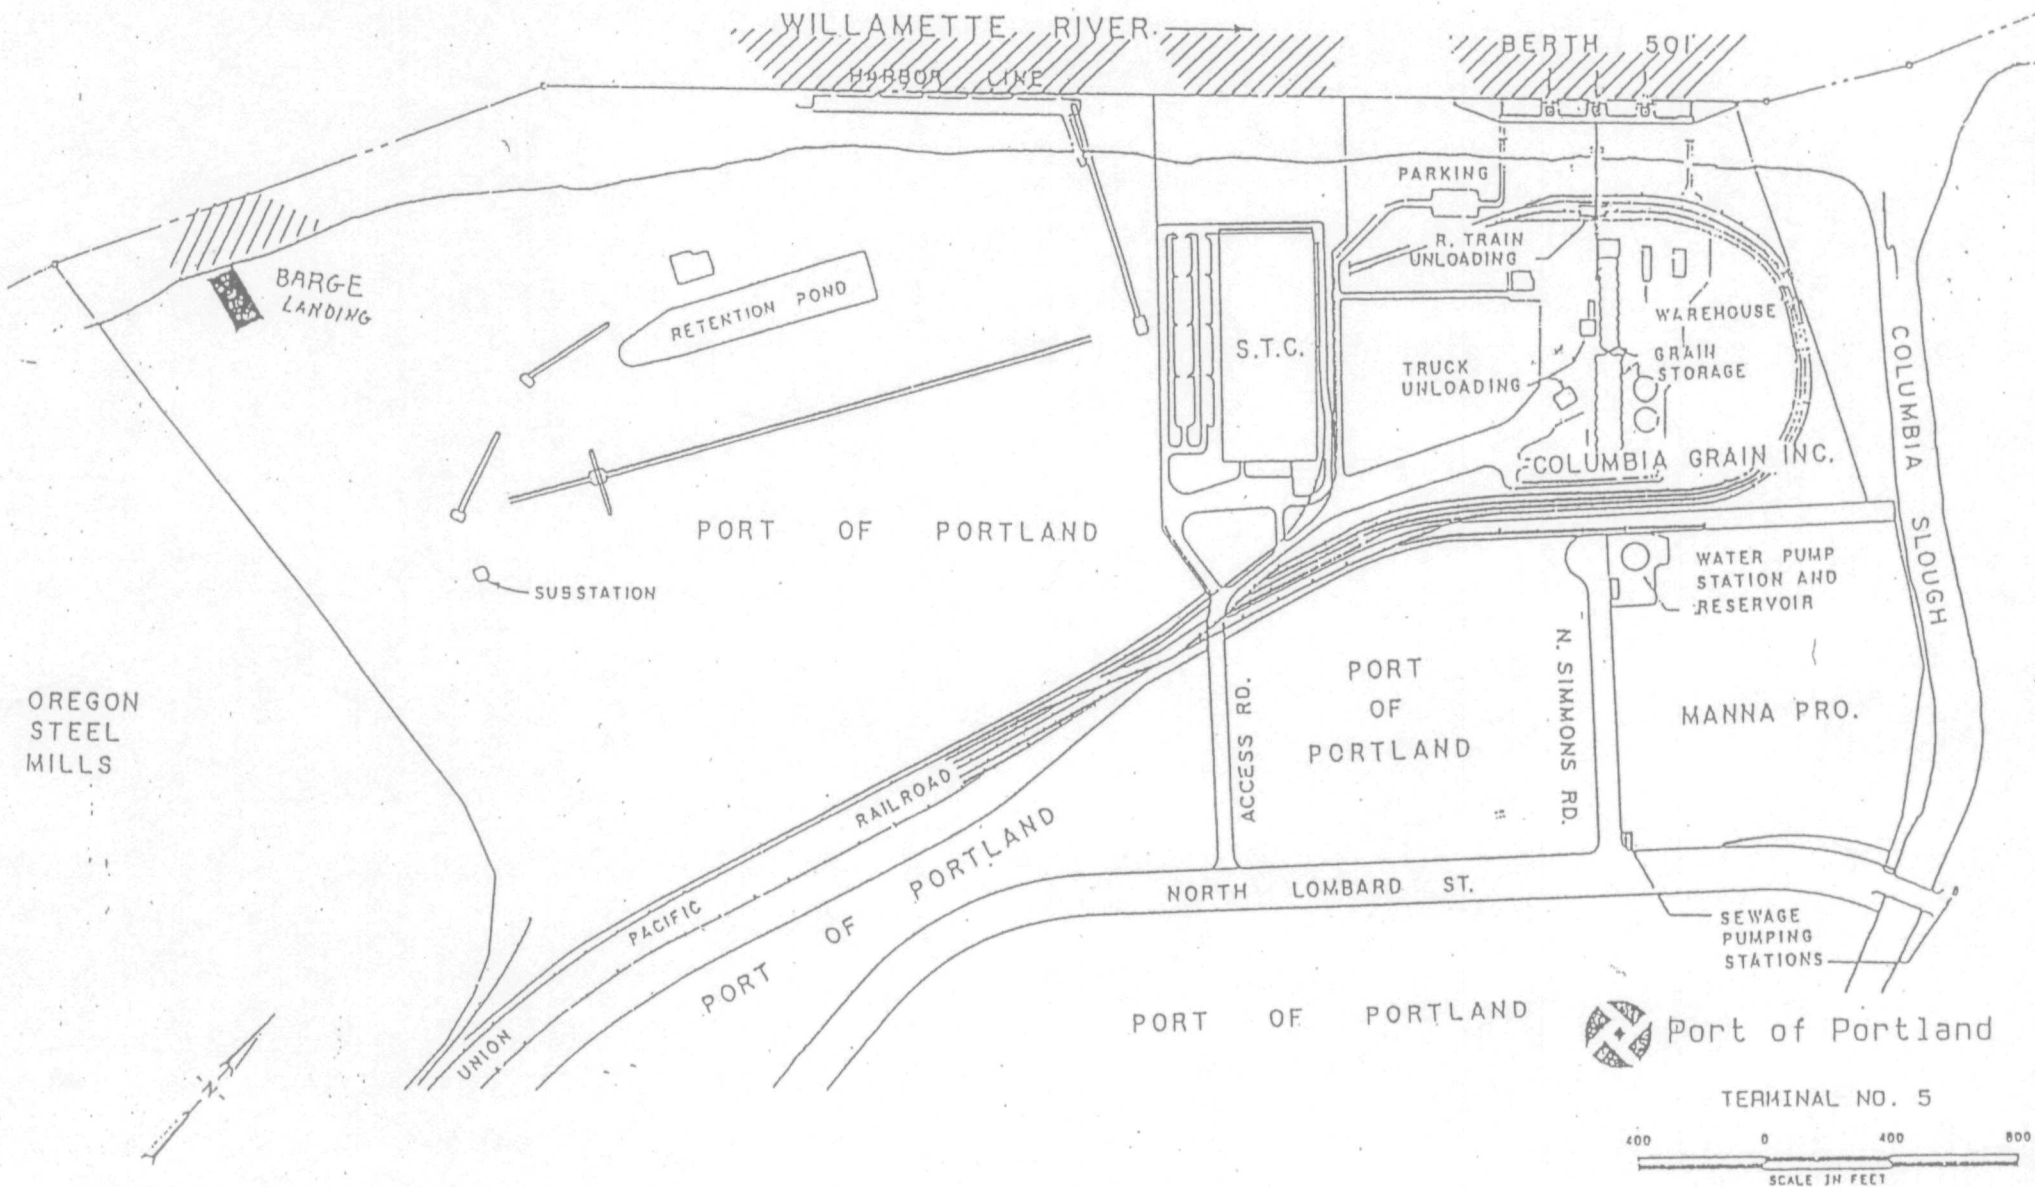 WILLAMETTE RIVER
BERTH 501
HARBOR LINE
PARKING
R. TRAIN
UNLOADING
BARGE
LANDING
RETENTION POND
WAREHOUSE
S.T.C.
GRAIN
STORAGE
TRUCK
UNLOADING
COLUMBIA SLOUGH
COLUMBIA GRAIN INC.
PORT OF PORTLAND
SUBSTATION
WATER PUMP
STATION AND
RESERVOIR
OREGON
STEEL
MILLS
PORT
OF
PORTLAND
ACCESS RD.
N. SIMMONS RD.
MANNA PRO.
UNION PACIFIC RAILROAD
PORT OF PORTLAND
NORTH LOMBARD ST.
SEWAGE
PUMPING
STATIONS
PORT OF PORTLAND
N
Port of Portland
TERMINAL NO. 5
400 0 400 800
SCALE IN FEET